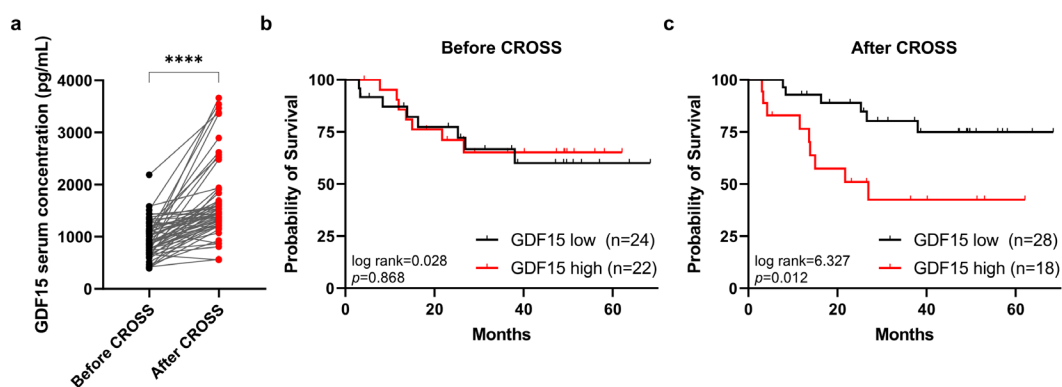 a
****
GDF15 serum concentration (pg/mL)
4000
3000
2000
1000
0
Before CROSS
After CROSS
b
Before CROSS
Probability of Survival
100
75
50
25
0
GDF15 low (n=24)
GDF15 high (n=22)
log rank=0.028
p=0.868
0
20
40
60
Months
c
After CROSS
Probability of Survival
100
75
50
25
0
GDF15 low (n=28)
GDF15 high (n=18)
log rank=6.327
p=0.012
0
20
40
60
Months